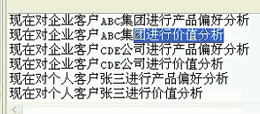 现在对企业客户ABC集团进行产品偏好分析
现在对企业客户ABC集团进行价值分析
现在对企业客户CDE公司进行产品偏好分析
现在对企业客户CDE公司进行价值分析
现在对个人客户张三进行产品偏好分析
现在对个人客户张三进行价值分析